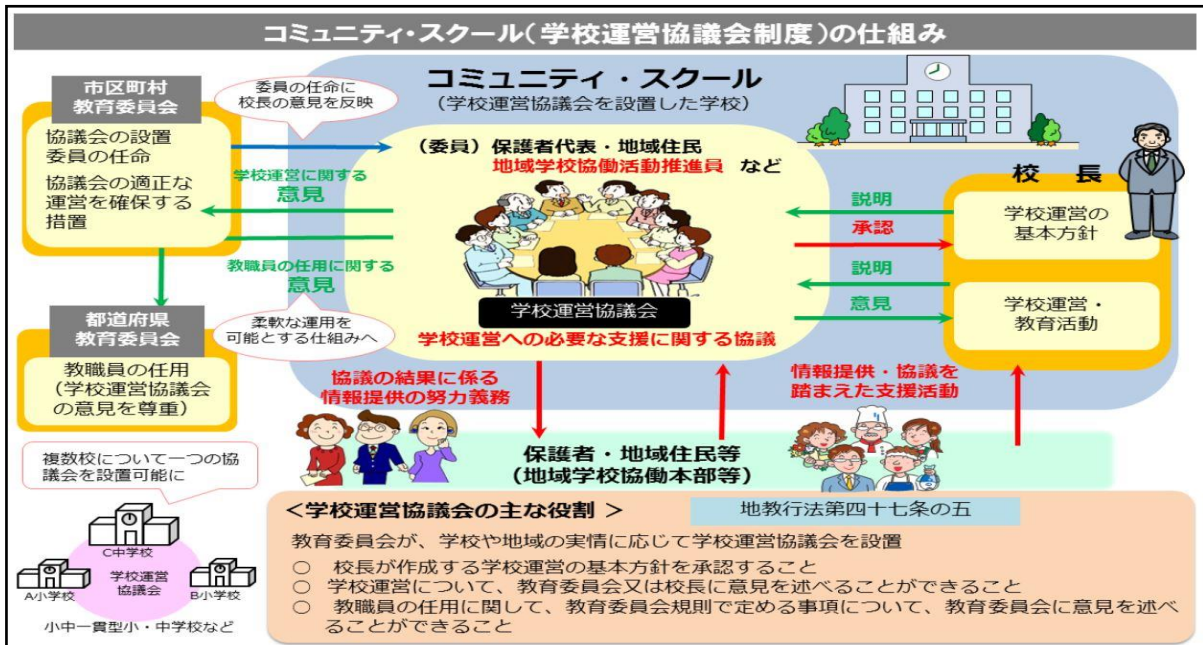 コミュニティ・スクール(学校運営協議会制度)の仕組み
市区町村
教育委員会
協議会の設置
委員の任命
協議会の適正な
運営を確保する
措置
委員の任命に
校長の意見を反映
コミュニティ・スクール
(学校運営協議会を設置した学校)
(委員)保護者代表・地域住民
地域学校協働活動推進員 など
学校運営に関する
意見
教職員の任用に関する
意見
柔軟な運用を
可能とする仕組みへ
学校運営協議会
学校運営への必要な支援に関する協議
校 長
説明
承認
学校運営の
基本方針
説明
意見
学校運営・
教育活動
都道府県
教育委員会
教職員の任用
(学校運営協議会
の意見を尊重)
協議の結果に係る
情報提供の努力義務
情報提供・協議を
踏まえた支援活動
保護者・地域住民等
(地域学校協働本部等)
複数校について一つの協
議会を設置可能に
C中学校
学校運営
協議会
A小学校
B小学校
小中一貫型小・中学校など
<学校運営協議会の主な役割 >
地教行法第四十七条の五
教育委員会が、学校や地域の実情に応じて学校運営協議会を設置
○ 校長が作成する学校運営の基本方針を承認すること
○ 学校運営について、教育委員会又は校長に意見を述べることができること
○ 教職員の任用に関して、教育委員会規則で定める事項について、教育委員会に意見を述べ
ることができること